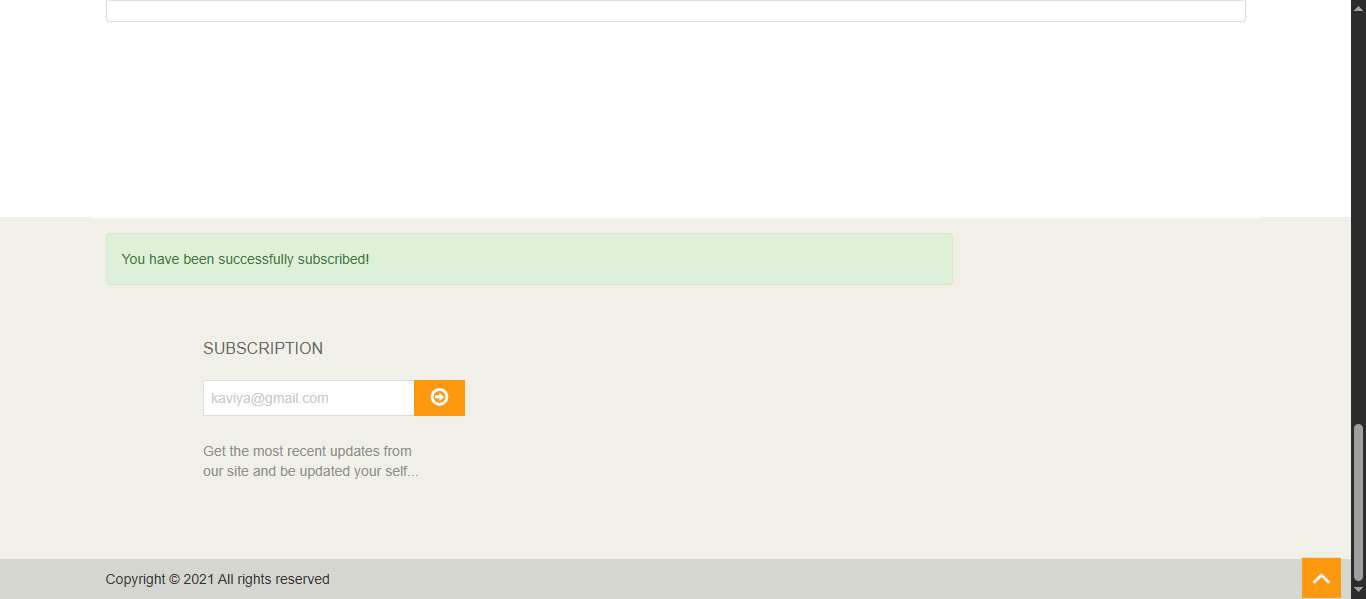 You have been successfully subscribed!
SUBSCRIPTION
kaviya@gmail.com
Get the most recent updates from
our site and be updated your self...
Copyright © 2021 All rights reserved